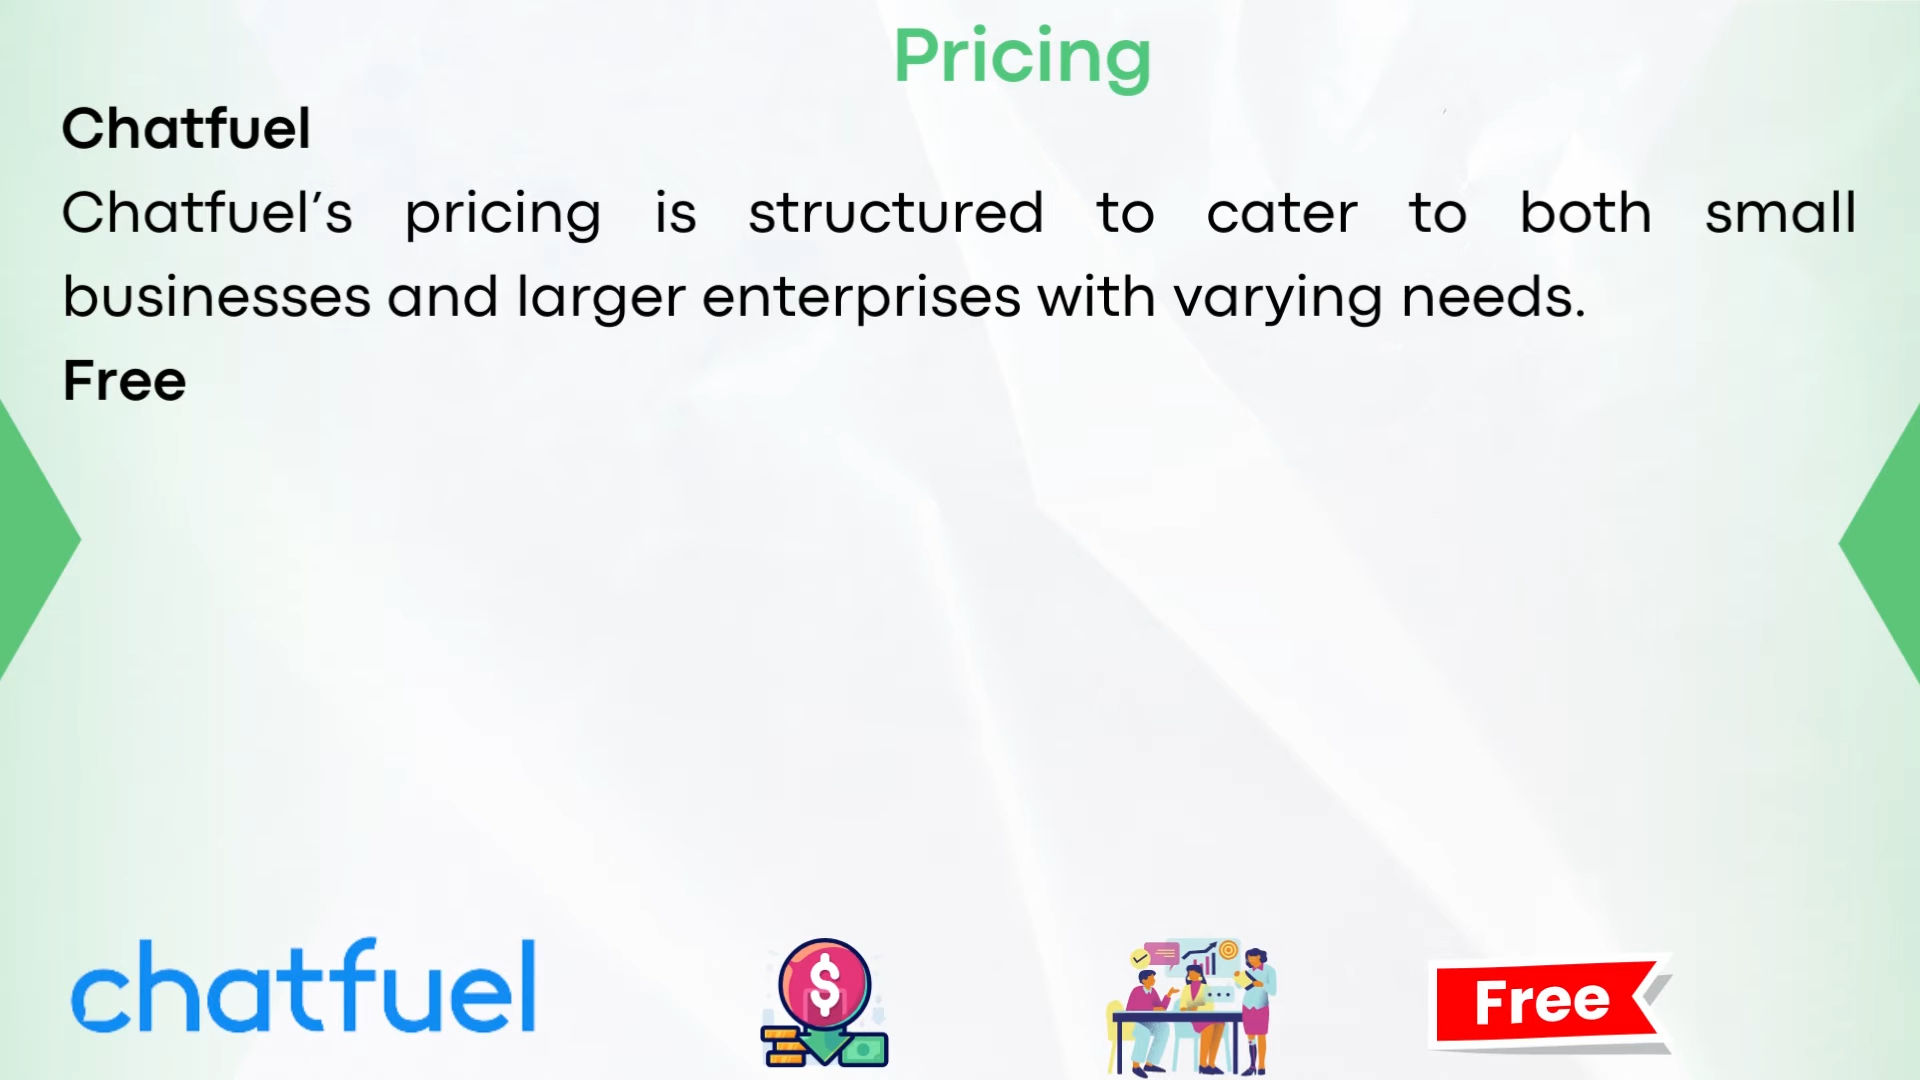 Pricing
Chatfuel
Chatfuel’s pricing is structured to cater to both small
businesses and larger enterprises with varying needs.
Free
chatfuel
$
Free